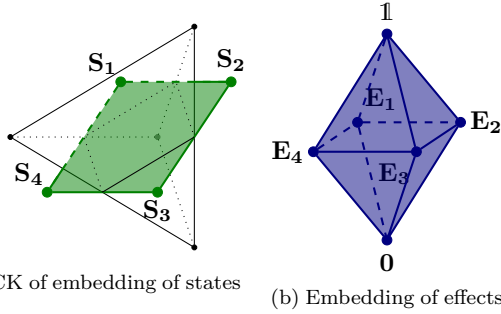 𝟙
S₁
S₂
E₁
E₂
E₄
E₃
S₄
S₃
0
CK of embedding of states
(b) Embedding of effects